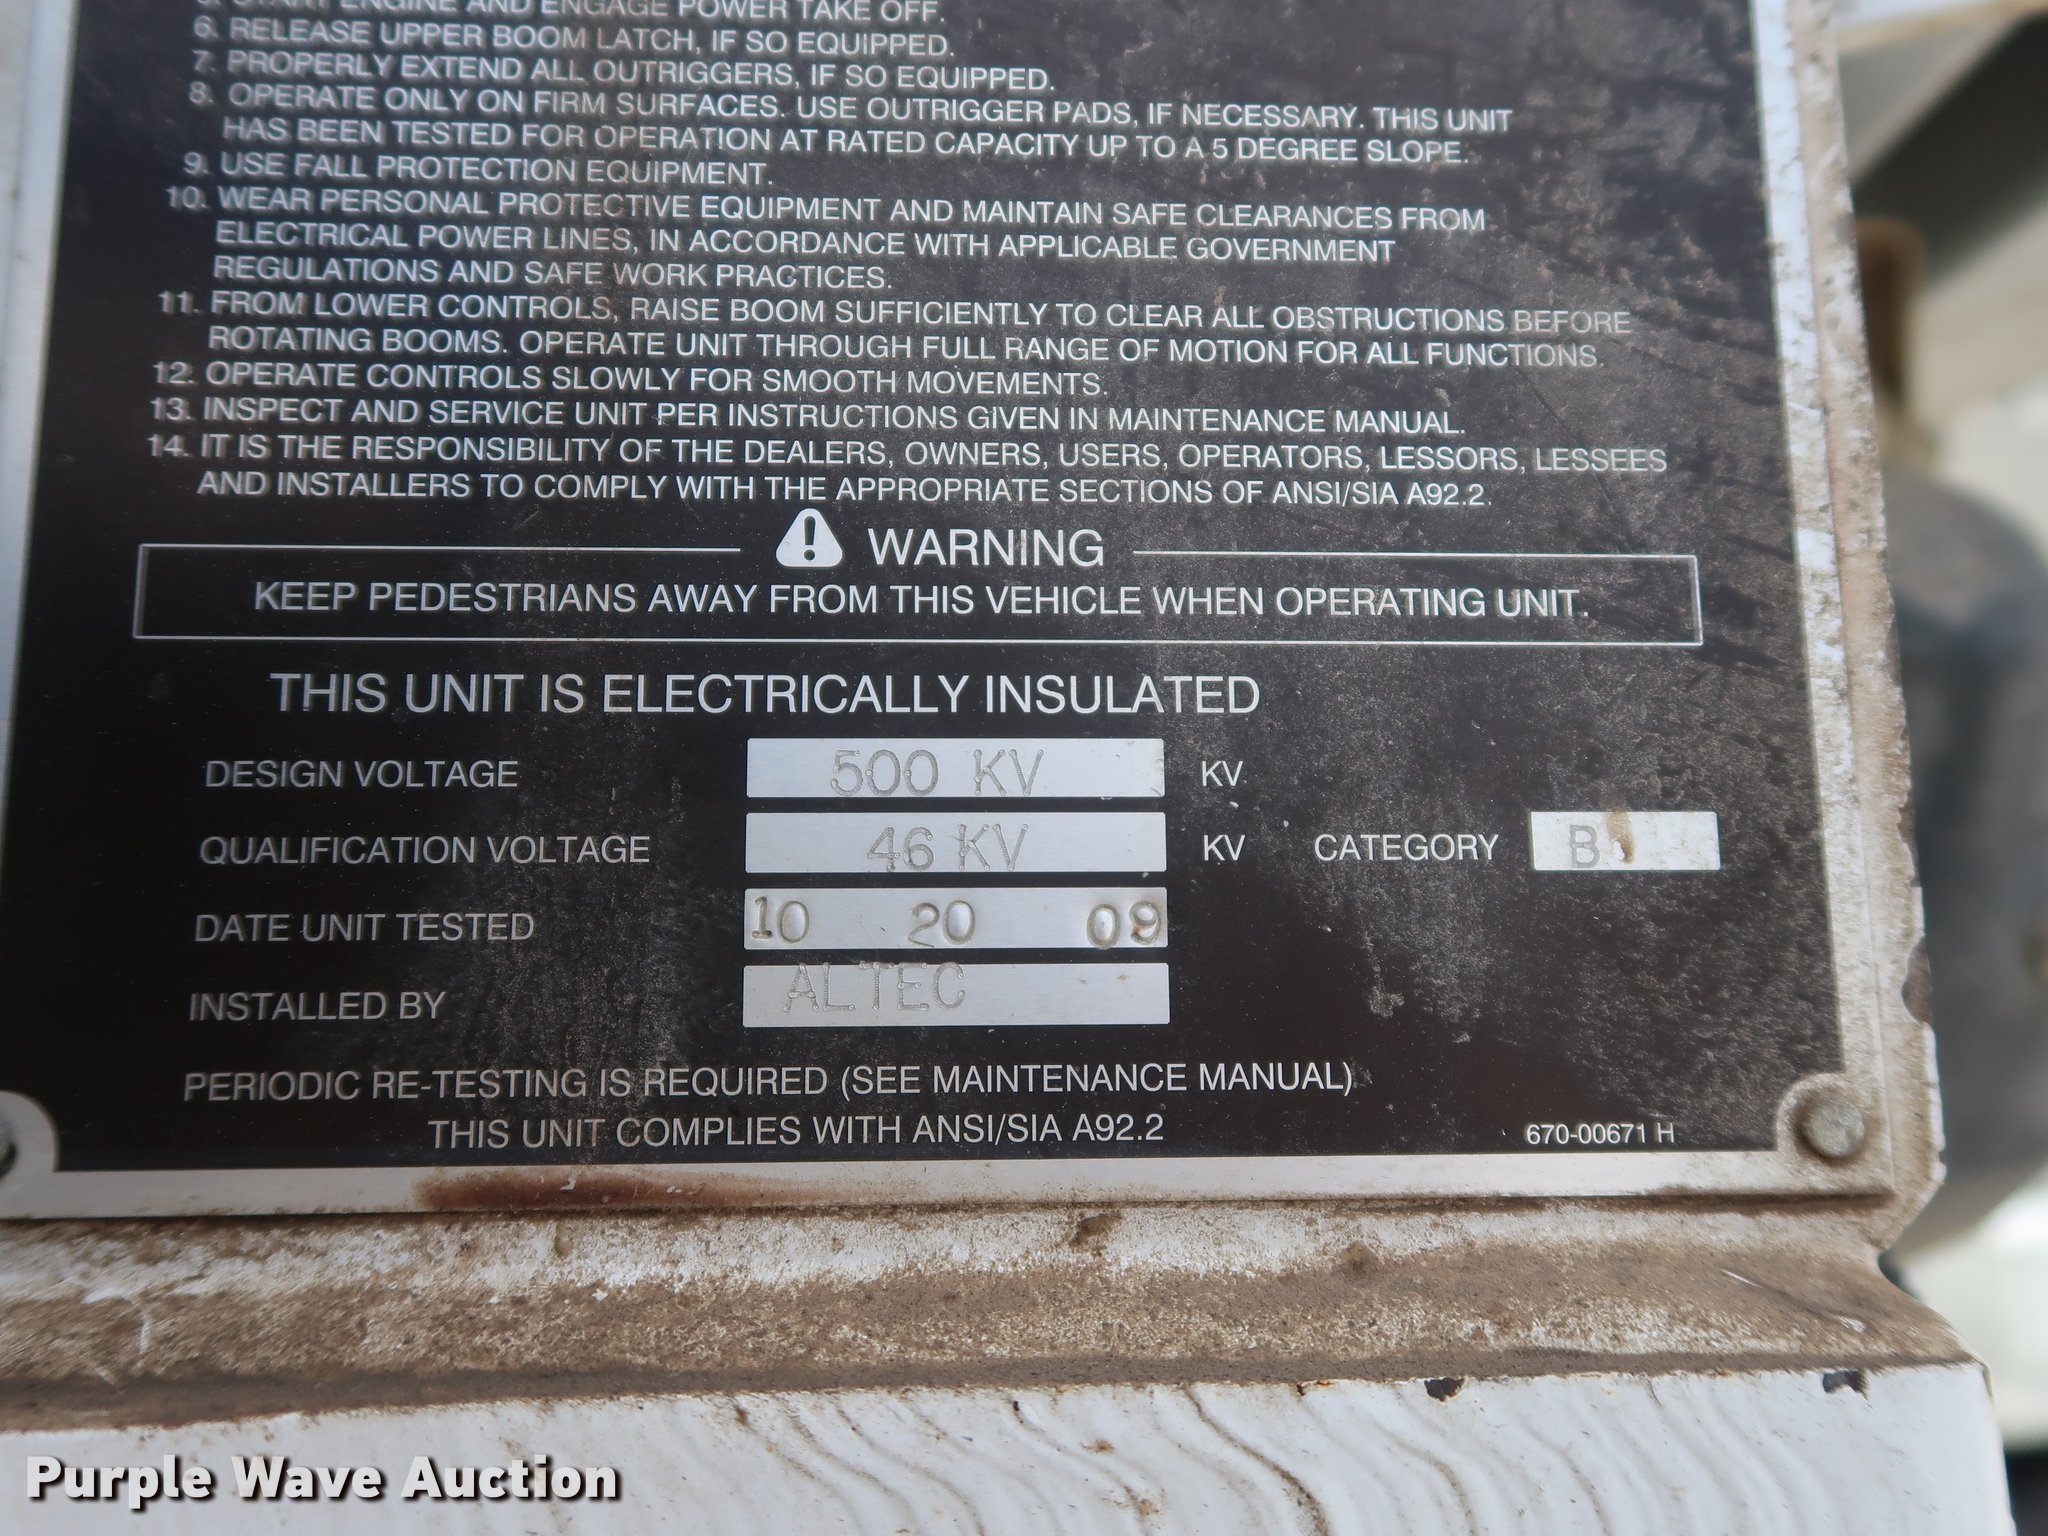 5. START ENGINE AND ENGAGE POWER TAKE OFF.
6. RELEASE UPPER BOOM LATCH, IF SO EQUIPPED.
7. PROPERLY EXTEND ALL OUTRIGGERS, IF SO EQUIPPED.
8. OPERATE ONLY ON FIRM SURFACES. USE OUTRIGGER PADS, IF NECESSARY. THIS UNIT
HAS BEEN TESTED FOR OPERATION AT RATED CAPACITY UP TO A 5 DEGREE SLOPE.
9. USE FALL PROTECTION EQUIPMENT.
10. WEAR PERSONAL PROTECTIVE EQUIPMENT AND MAINTAIN SAFE CLEARANCES FROM
ELECTRICAL POWER LINES, IN ACCORDANCE WITH APPLICABLE GOVERNMENT
REGULATIONS AND SAFE WORK PRACTICES.
11. FROM LOWER CONTROLS, RAISE BOOM SUFFICIENTLY TO CLEAR ALL OBSTRUCTIONS BEFORE
ROTATING BOOMS. OPERATE UNIT THROUGH FULL RANGE OF MOTION FOR ALL FUNCTIONS.
12. OPERATE CONTROLS SLOWLY FOR SMOOTH MOVEMENTS.
13. INSPECT AND SERVICE UNIT PER INSTRUCTIONS GIVEN IN MAINTENANCE MANUAL.
14. IT IS THE RESPONSIBILITY OF THE DEALERS, OWNERS, USERS, OPERATORS, LESSORS, LESSEES
AND INSTALLERS TO COMPLY WITH THE APPROPRIATE SECTIONS OF ANSI/SIA A92.2.
WARNING
KEEP PEDESTRIANS AWAY FROM THIS VEHICLE WHEN OPERATING UNIT.
THIS UNIT IS ELECTRICALLY INSULATED
DESIGN VOLTAGE 500 KV KV
QUALIFICATION VOLTAGE 46 KV KV CATEGORY B
DATE UNIT TESTED 10 20 09
INSTALLED BY ALTEC
PERIODIC RE-TESTING IS REQUIRED (SEE MAINTENANCE MANUAL)
THIS UNIT COMPLIES WITH ANSI/SIA A92.2
670-00671 H
Purple Wave Auction